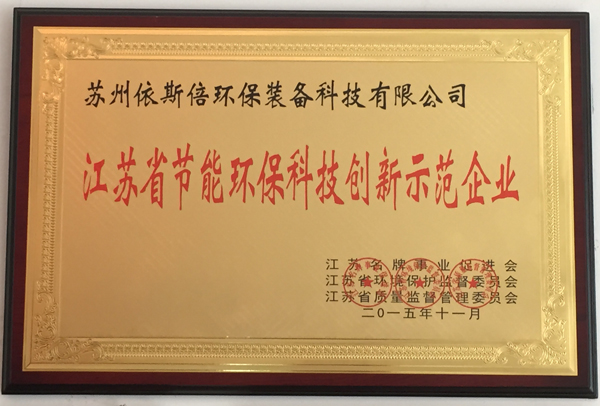 苏州依斯倍环保装备科技有限公司
江苏省节能环保科技创新示范企业
江苏名牌事业促进会
江苏省环境保护监督委员会
江苏省质量监督管理委员会
二0一五年十一月